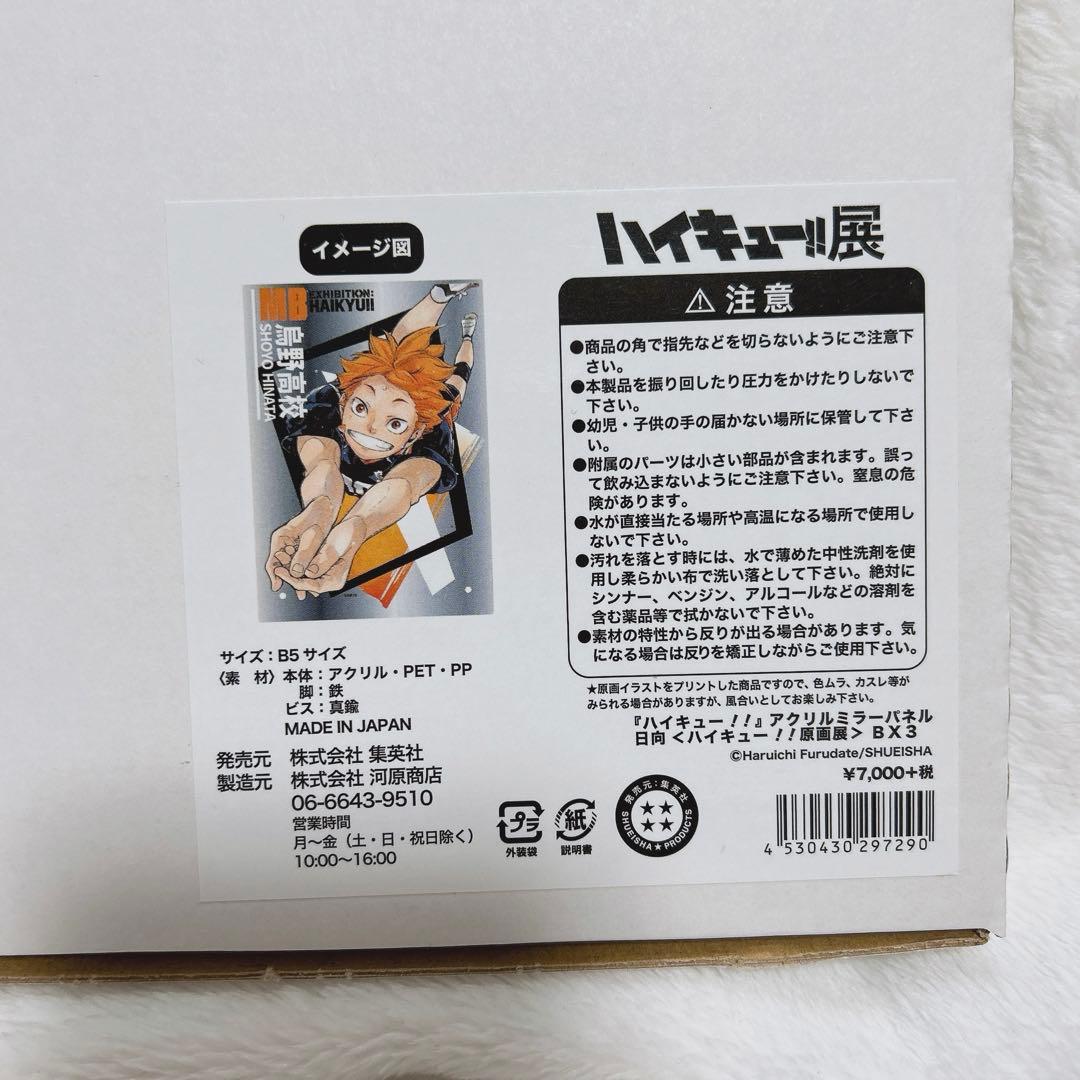 イメージ図
MB
EXHIBITION:
HAIKYU!!
烏野高校
SHOYO HINATA
サイズ：B5サイズ
〈素　材〉本体：アクリル・PET・PP
脚：鉄
ビス：真鍮
MADE IN JAPAN
発売元　株式会社 集英社
製造元　株式会社 河原商店
06-6643-9510
営業時間
月〜金（土・日・祝日除く）
10:00〜16:00
ハイキュー!!展
⚠注意
●商品の角で指先などを切らないようにご注意下
さい。
●本製品を振り回したり圧力をかけたりしないで
下さい。
●幼児・子供の手の届かない場所に保管して下さ
い。
●附属のパーツは小さい部品が含まれます。誤っ
て飲み込まないようにご注意下さい。窒息の危
険があります。
●水が直接当たる場所や高温になる場所で使用し
ないで下さい。
●汚れを落とす時には、水で薄めた中性洗剤を使
用し柔らかい布で洗い落として下さい。絶対に
シンナー、ベンジン、アルコールなどの溶剤を
含む薬品等で拭かないで下さい。
●素材の特性から反りが出る場合があります。気
になる場合は反りを矯正しながらご使用下さい。
★原画イラストをプリントした商品ですので、色ムラ、カスレ等が
みられる場合がありますが、風合いとしてお楽しみ下さい。
『ハイキュー！！』アクリルミラーパネル
日向＜ハイキュー！！原画展＞ＢＸ３
©Haruichi Furudate/SHUEISHA
¥7,000+税
プラ
外装袋
紙
説明書
発売元：集英社
SHUEISHA★PRODUCTS
4 530430 297290